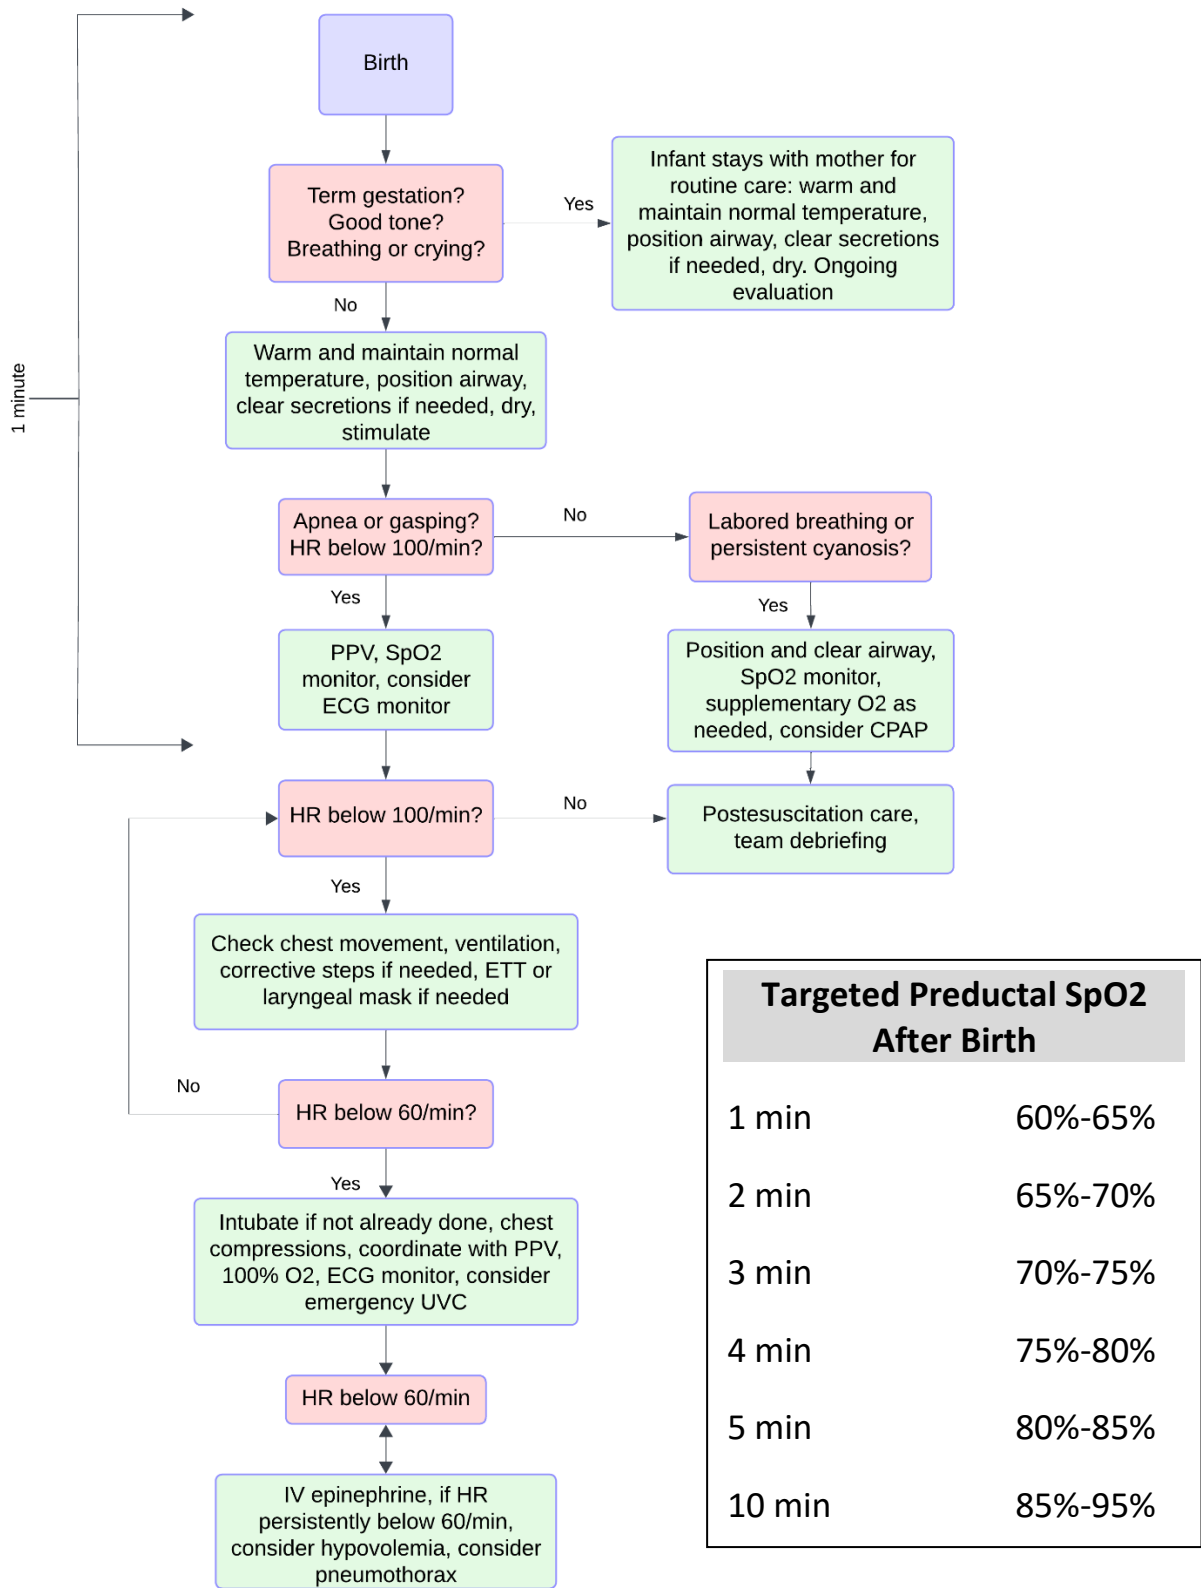 Birth
Term gestation?
Good tone?
Breathing or crying?
Yes
Infant stays with mother for
routine care: warm and
maintain normal temperature,
position airway, clear secretions
if needed, dry. Ongoing
evaluation
No
Warm and maintain normal
temperature, position airway,
clear secretions if needed, dry,
stimulate
1 minute
Apnea or gasping?
HR below 100/min?
No
Labored breathing or
persistent cyanosis?
Yes
Yes
PPV, SpO2
monitor, consider
ECG monitor
Position and clear airway,
SpO2 monitor,
supplementary O2 as
needed, consider CPAP
HR below 100/min?
No
Postesuscitation care,
team debriefing
Yes
Check chest movement, ventilation,
corrective steps if needed, ETT or
laryngeal mask if needed
No
HR below 60/min?
Yes
Intubate if not already done, chest
compressions, coordinate with PPV,
100% O2, ECG monitor, consider
emergency UVC
HR below 60/min
IV epinephrine, if HR
persistently below 60/min,
consider hypovolemia, consider
pneumothorax
Targeted Preductal SpO2
After Birth
1 min 60%-65%
2 min 65%-70%
3 min 70%-75%
4 min 75%-80%
5 min 80%-85%
10 min 85%-95%